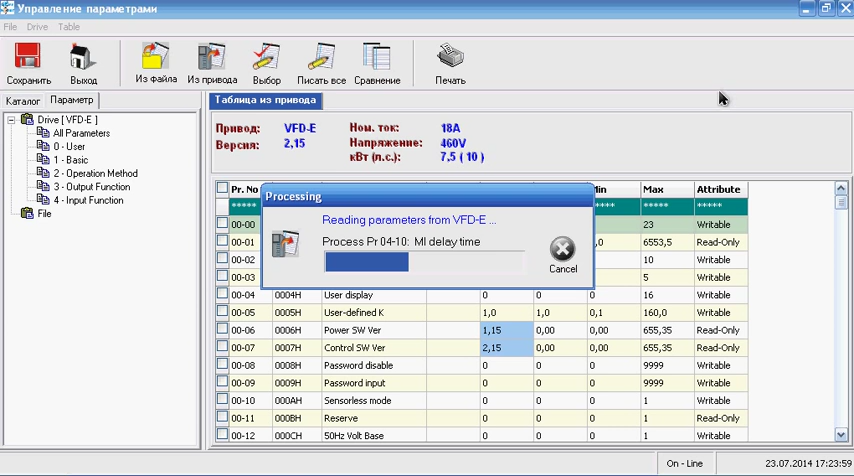 Управление параметрами
File Drive Table
Сохранить Выход Из файла Из привода Выбор Писать все Сравнение Печать
Каталог Параметр
Drive [ VFD-E ]
All Parameters
0 - User
1 - Basic
2 - Operation Method
3 - Output Function
4 - Input Function
File
Таблица из привода
Привод: VFD-E Ном. ток: 18A
Версия: 2,15 Напряжение: 460V
кВт (л.с.): 7,5 ( 10 )
Pr. No Min Max Attribute
***** ***** ***** *****
00-00 23 Writable
00-01 ,0 6553,5 Read-Only
00-02 10 Writable
00-03 5 Writable
00-04 0004H User display 0 0 0 16 Writable
00-05 0005H User-defined K 1,0 1,0 0,1 160,0 Writable
00-06 0006H Power SW Ver 1,15 0,00 0,00 655,35 Read-Only
00-07 0007H Control SW Ver 2,15 0,00 0,00 655,35 Read-Only
00-08 0008H Password disable 0 0 0 9999 Writable
00-09 0009H Password input 0 0 0 9999 Writable
00-10 000AH Sensorless mode 0 0 0 1 Writable
00-11 000BH Reserve 0 0 0 1 Read-Only
00-12 000CH 50Hz Volt Base 0 0 0 1 Writable
Processing
Reading parameters from VFD-E ...
Process Pr 04-10: MI delay time
Cancel
On - Line 23.07.2014 17:23:59